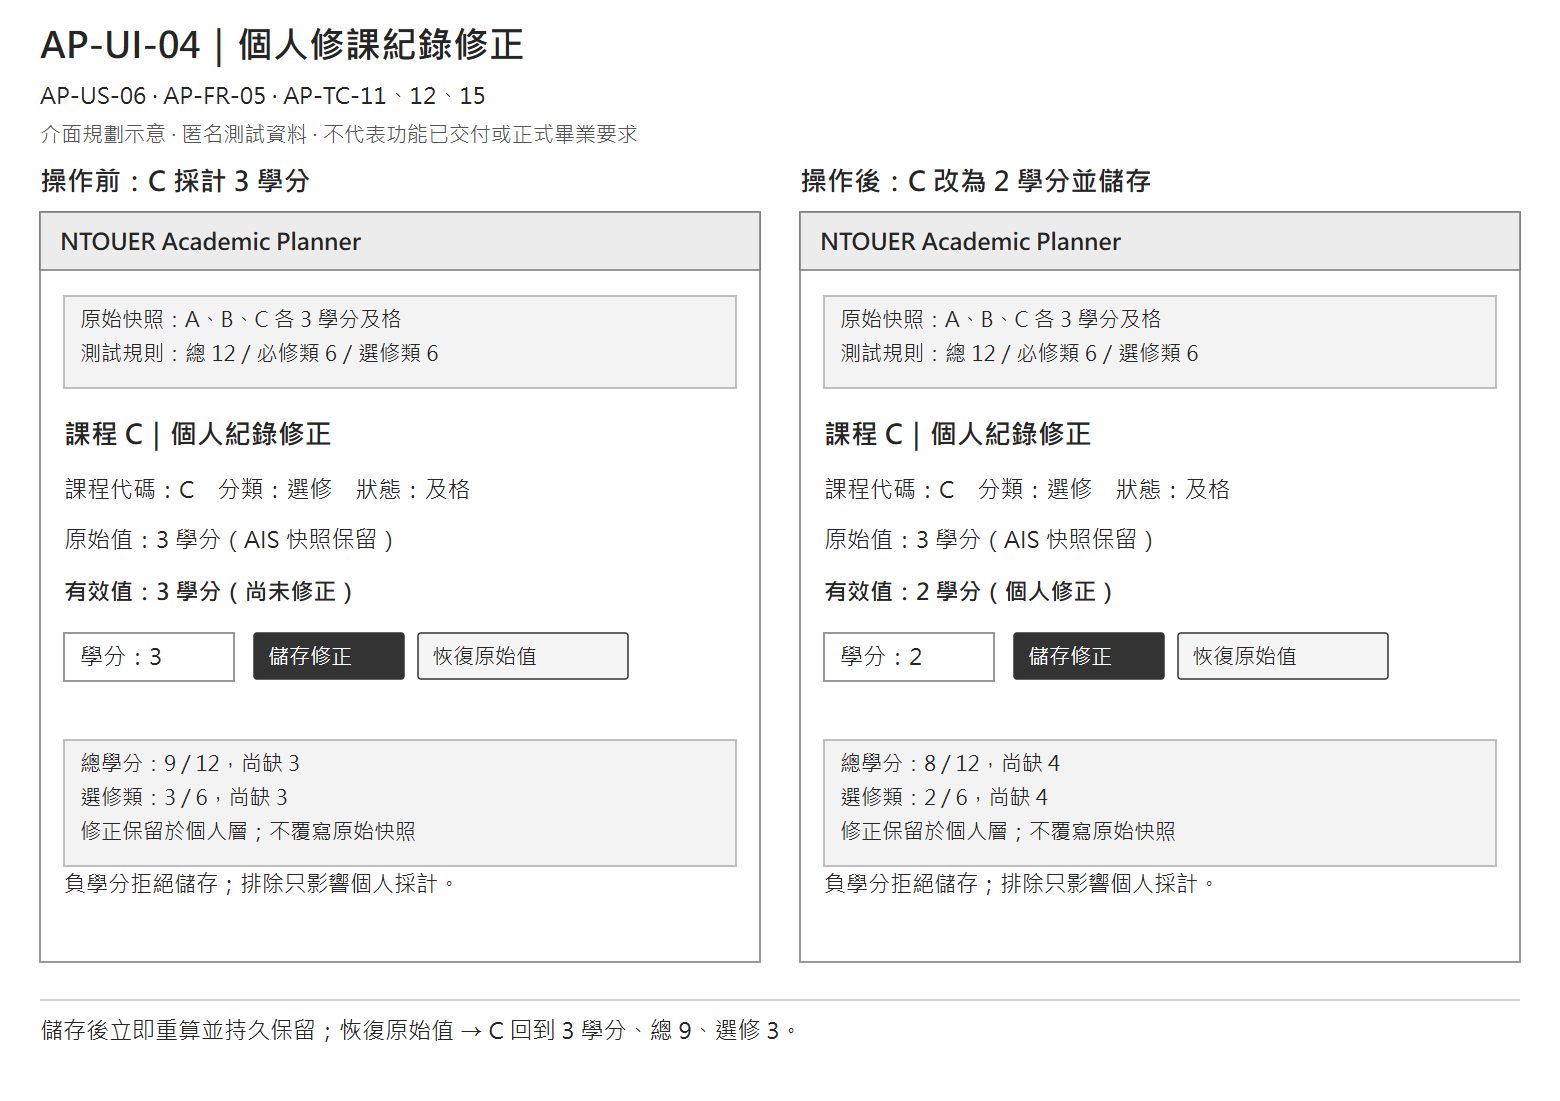 AP-UI-04｜個人修課紀錄修正
AP-US-06 · AP-FR-05 · AP-TC-11、12、15
介面規劃示意 · 匿名測試資料 · 不代表功能已交付或正式畢業要求
操作前：C 採計 3 學分
NTOUER Academic Planner
原始快照：A、B、C 各 3 學分及格
測試規則：總 12 / 必修類 6 / 選修類 6
課程 C｜個人紀錄修正
課程代碼：C　分類：選修　狀態：及格
原始值：3 學分（AIS 快照保留）
有效值：3 學分（尚未修正）
學分：3
儲存修正
恢復原始值
總學分：9 / 12，尚缺 3
選修類：3 / 6，尚缺 3
修正保留於個人層；不覆寫原始快照
負學分拒絕儲存；排除只影響個人採計。
操作後：C 改為 2 學分並儲存
NTOUER Academic Planner
原始快照：A、B、C 各 3 學分及格
測試規則：總 12 / 必修類 6 / 選修類 6
課程 C｜個人紀錄修正
課程代碼：C　分類：選修　狀態：及格
原始值：3 學分（AIS 快照保留）
有效值：2 學分（個人修正）
學分：2
儲存修正
恢復原始值
總學分：8 / 12，尚缺 4
選修類：2 / 6，尚缺 4
修正保留於個人層；不覆寫原始快照
負學分拒絕儲存；排除只影響個人採計。
儲存後立即重算並持久保留；恢復原始值 → C 回到 3 學分、總 9、選修 3。